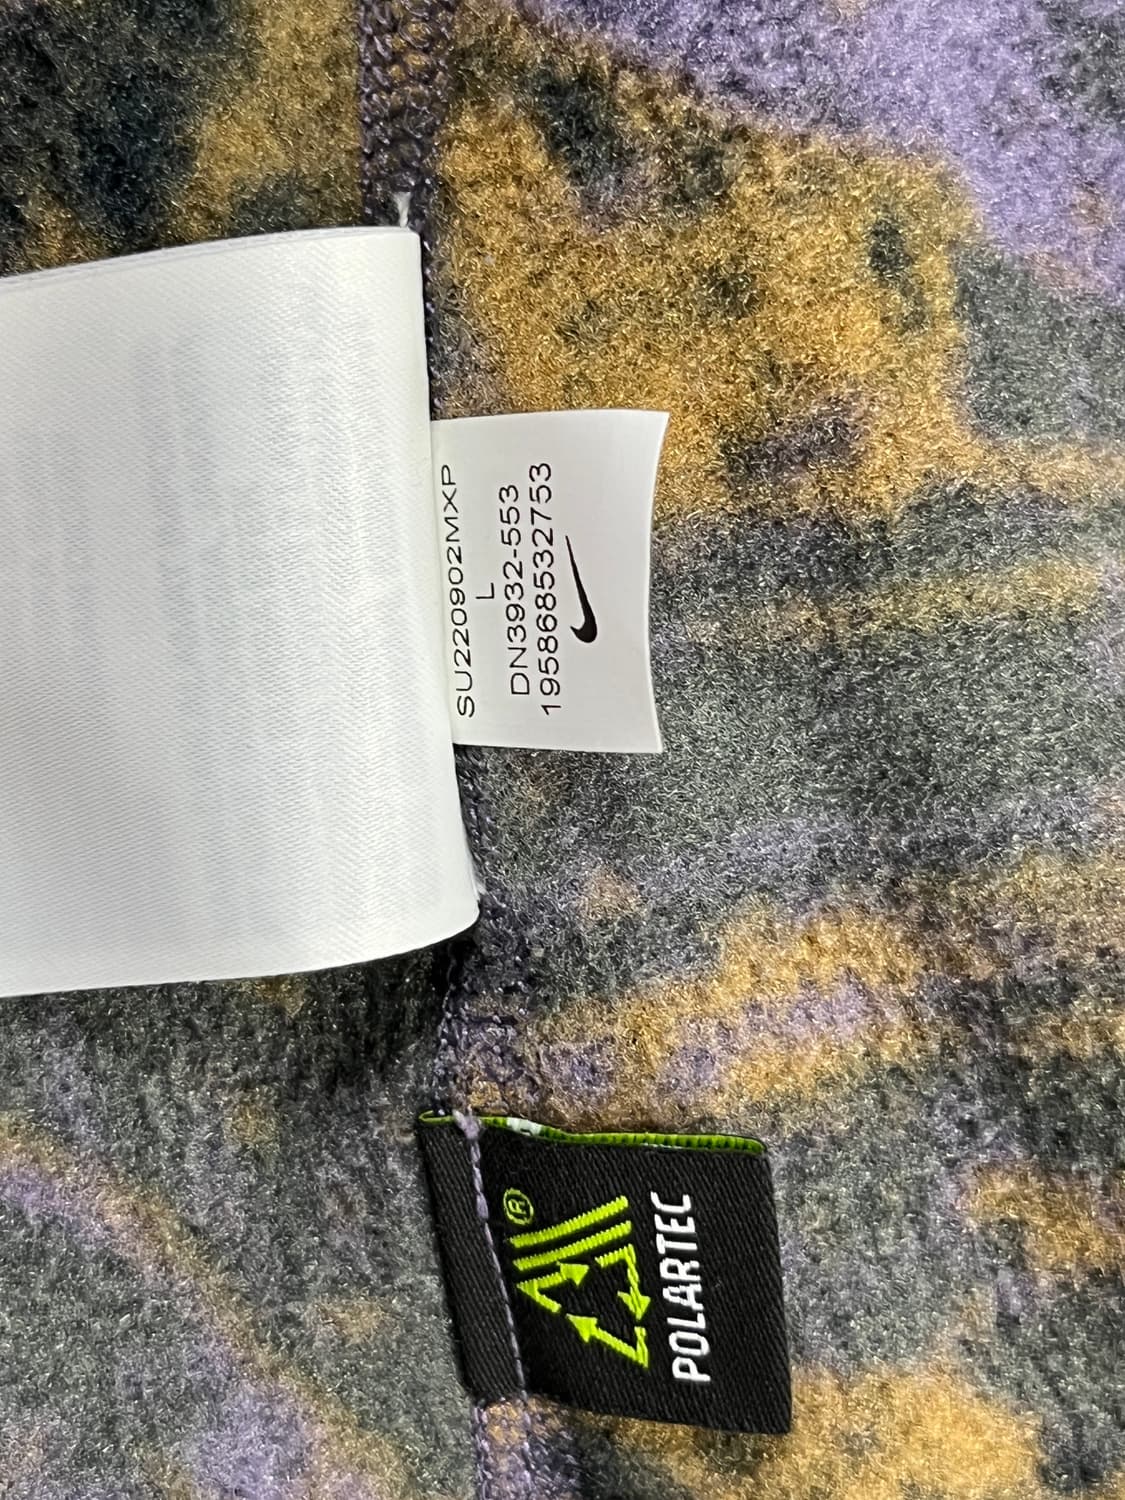 SU220902MXP
L
DN3932-553
195868532753
®
POLARTEC